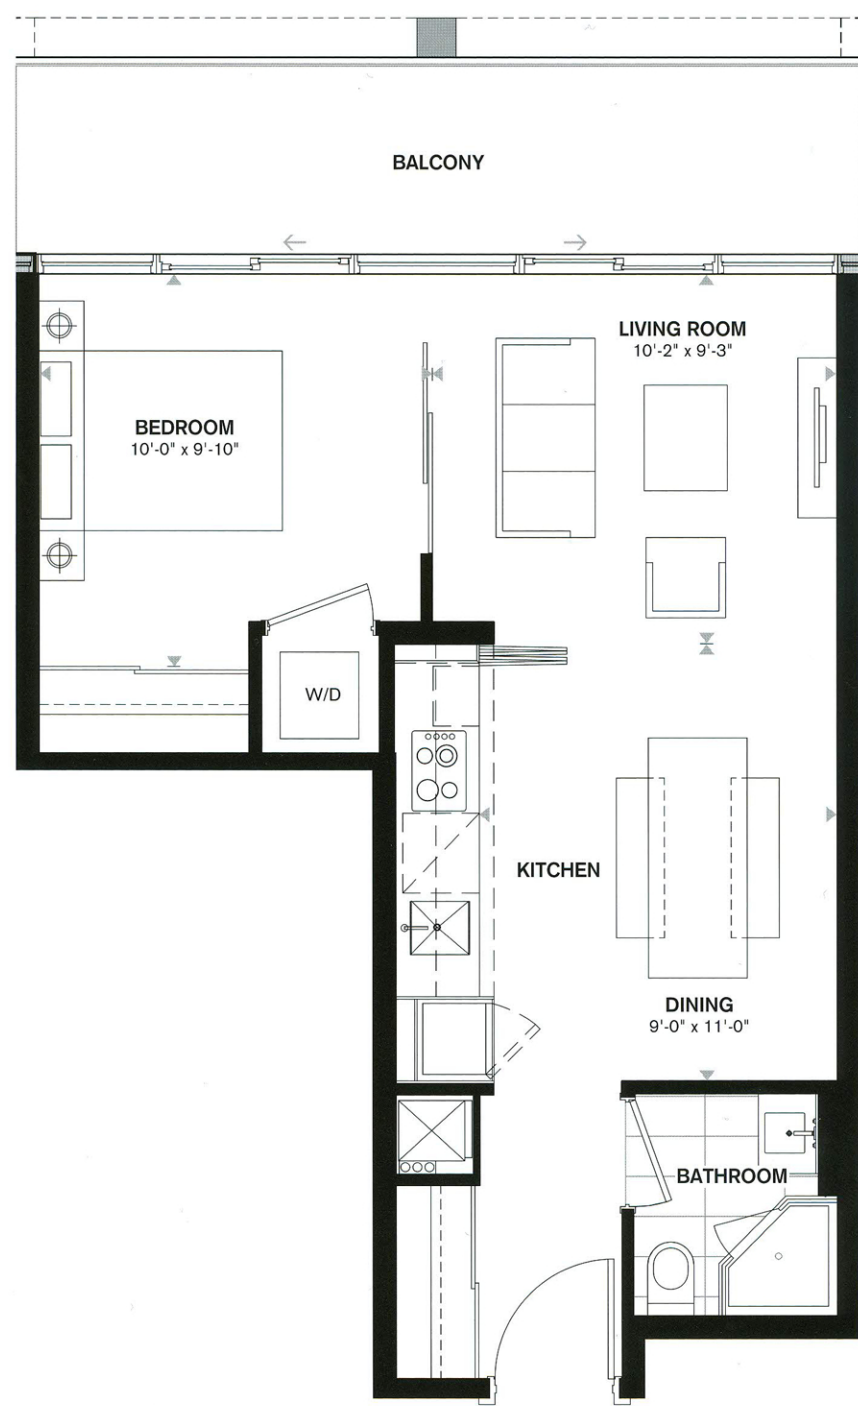 BALCONY
LIVING ROOM
10'-2" x 9'-3"
BEDROOM
10'-0" x 9'-10"
W/D
KITCHEN
DINING
9'-0" x 11'-0"
BATHROOM